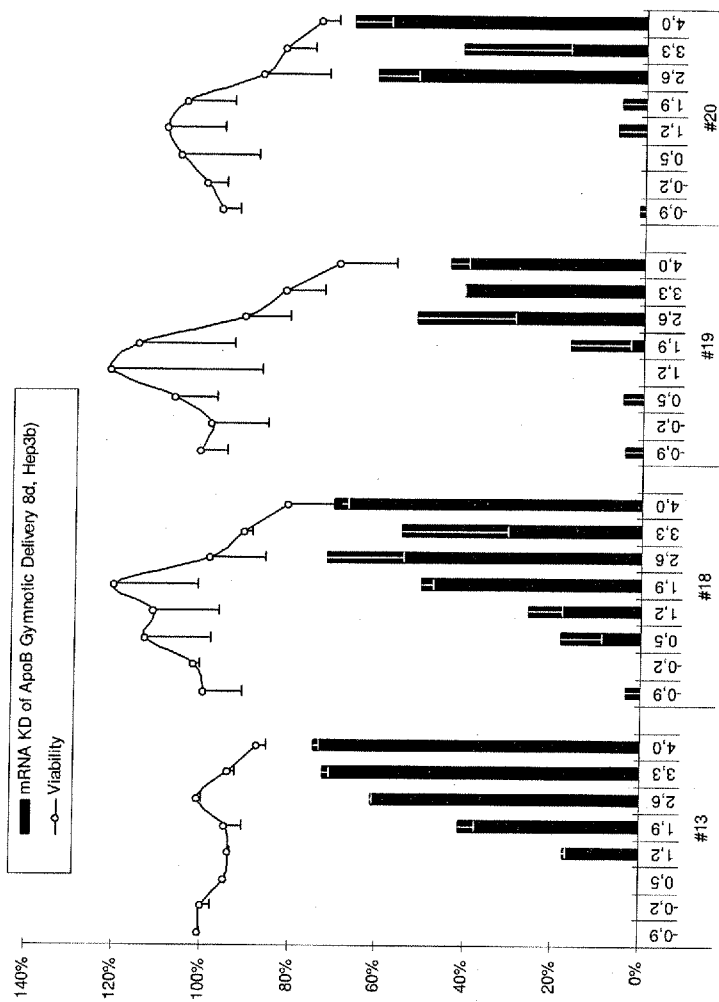 mRNA KD of ApoB Gymnotic Delivery 8d, Hep3b)
Viability
140%
120%
100%
80%
60%
40%
20%
0%
-0,9 -0,2 0,5 1,2 1,9 2,6 3,3 4,0
-0,9 -0,2 0,5 1,2 1,9 2,6 3,3 4,0
-0,9 -0,2 0,5 1,2 1,9 2,6 3,3 4,0
-0,9 -0,2 0,5 1,2 1,9 2,6 3,3 4,0
#13 #18 #19 #20